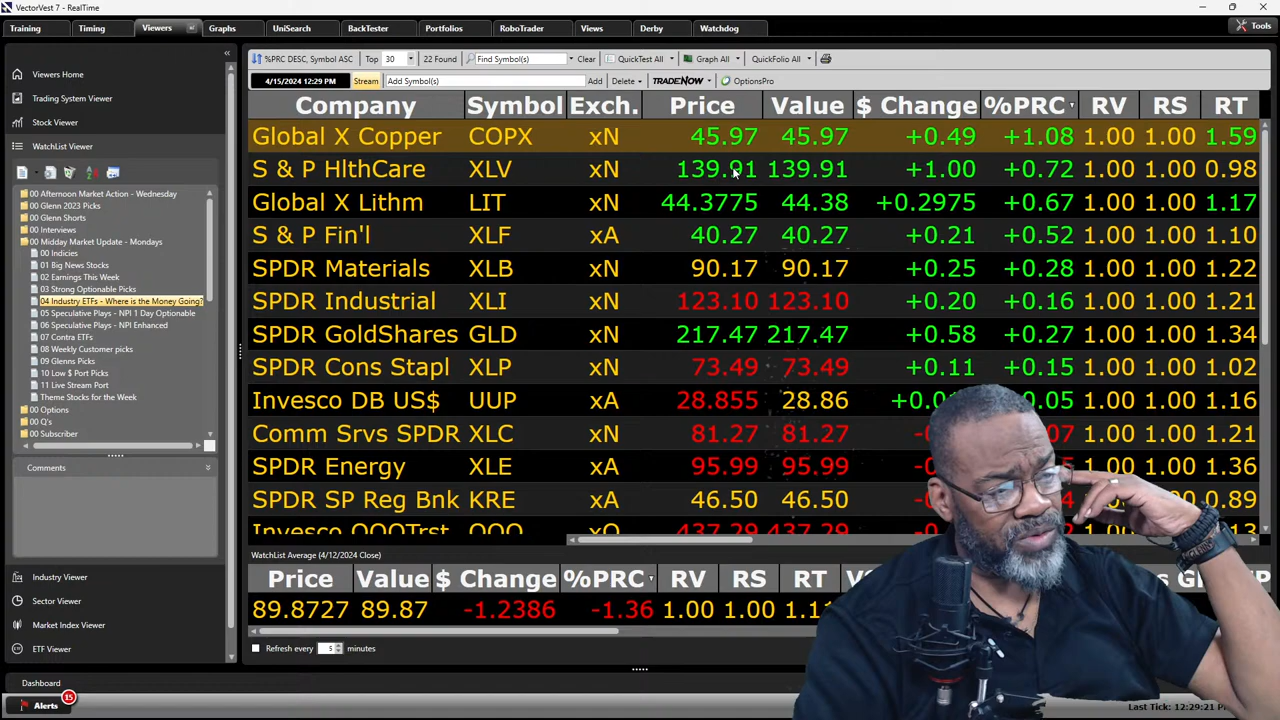 VectorVest 7 - RealTime
Training Timing Viewers Graphs UniSearch BackTester Portfolios RoboTrader Views Derby Watchdog Tools
%PRC DESC, Symbol ASC Top 30 22 Found Find Symbol(s) Clear QuickTest All Graph All QuickFolio All
4/15/2024 12:29 PM Stream Add Symbol(s) Add Delete TRADENOW OptionsPro
Viewers Home
Trading System Viewer
Stock Viewer
WatchList Viewer
00 Afternoon Market Action - Wednesday
00 Glenn 2023 Picks
00 Glenn Shorts
00 Interviews
00 Midday Market Update - Mondays
00 Indicies
01 Big News Stocks
02 Earnings This Week
03 Strong Optionable Picks
04 Industry ETFs - Where is the Money Going?
05 Speculative Plays - NPI 1 Day Optionable
06 Speculative Plays - NPI Enhanced
07 Contra ETFs
08 Weekly Customer picks
09 Glenns Picks
10 Low $ Port Picks
11 Live Stream Port
Theme Stocks for the Week
00 Options
00 Q's
00 Subscriber
Comments
Industry Viewer
Sector Viewer
Market Index Viewer
ETF Viewer
Dashboard
Alerts 15
Company Symbol Exch. Price Value $ Change %PRC RV RS RT
Global X Copper COPX xN 45.97 45.97 +0.49 +1.08 1.00 1.00 1.59
S & P HlthCare XLV xN 139.91 139.91 +1.00 +0.72 1.00 1.00 0.98
Global X Lithm LIT xN 44.3775 44.38 +0.2975 +0.67 1.00 1.00 1.17
S & P Fin'l XLF xA 40.27 40.27 +0.21 +0.52 1.00 1.00 1.10
SPDR Materials XLB xN 90.17 90.17 +0.25 +0.28 1.00 1.00 1.22
SPDR Industrial XLI xN 123.10 123.10 +0.20 +0.16 1.00 1.00 1.21
SPDR GoldShares GLD xN 217.47 217.47 +0.58 +0.27 1.00 1.00 1.34
SPDR Cons Stapl XLP xN 73.49 73.49 +0.11 +0.15 1.00 1.00 1.04
Invesco DB US$ UUP xA 28.855 28.86 1.00 1.16
Comm Srvs SPDR XLC xN 81.27 81.27 1.00 1.00 1.21
SPDR Energy XLE xA 95.99 95.99 1.00 1.00 1.36
SPDR SP Reg Bnk KRE xA 46.50 46.50 1.00 0.89
Invesco QQQTrst QQQ xQ 437.29 437.29
WatchList Average (4/12/2024 Close)
Price Value $ Change %PRC RV RS RT
89.8727 89.87 -1.2386 -1.36 1.00 1.00
Refresh every 5 minutes
Last Tick: 12:29:21